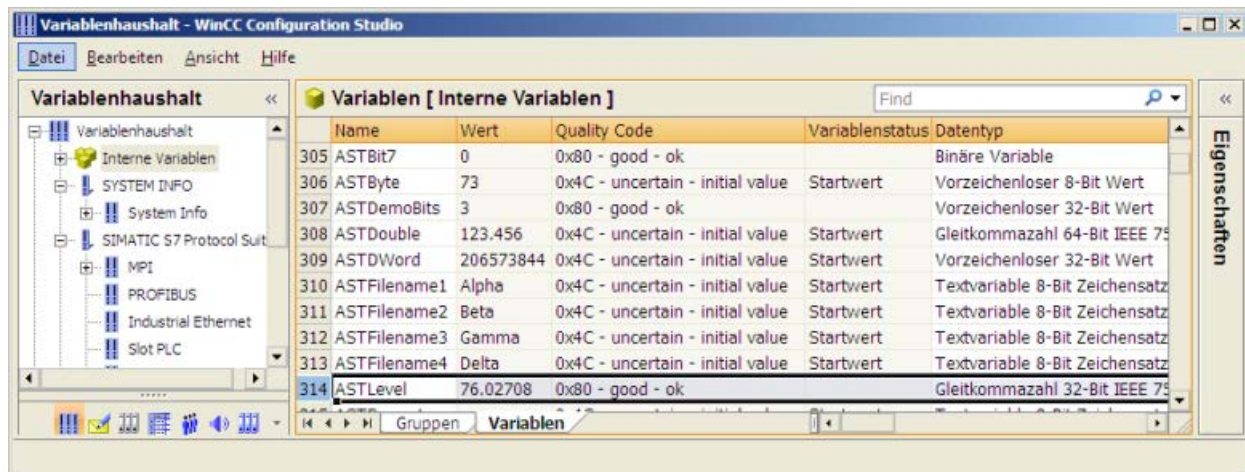 Variablenhaushalt - WinCC Configuration Studio
Datei Bearbeiten Ansicht Hilfe
Variablenhaushalt «
Variablenhaushalt
Interne Variablen
SYSTEM INFO
System Info
SIMATIC S7 Protocol Suit
MPI
PROFIBUS
Industrial Ethernet
Slot PLC
Variablen [ Interne Variablen ] Find
Name Wert Quality Code Variablenstatus Datentyp
305 ASTBit7 0 0x80 - good - ok Binäre Variable
306 ASTByte 73 0x4C - uncertain - initial value Startwert Vorzeichenloser 8-Bit Wert
307 ASTDemoBits 3 0x80 - good - ok Vorzeichenloser 32-Bit Wert
308 ASTDouble 123.456 0x4C - uncertain - initial value Startwert Gleitkommazahl 64-Bit IEEE 75
309 ASTDWord 206573844 0x4C - uncertain - initial value Startwert Vorzeichenloser 32-Bit Wert
310 ASTFilename1 Alpha 0x4C - uncertain - initial value Startwert Textvariable 8-Bit Zeichensatz
311 ASTFilename2 Beta 0x4C - uncertain - initial value Startwert Textvariable 8-Bit Zeichensatz
312 ASTFilename3 Gamma 0x4C - uncertain - initial value Startwert Textvariable 8-Bit Zeichensatz
313 ASTFilename4 Delta 0x4C - uncertain - initial value Startwert Textvariable 8-Bit Zeichensatz
314 ASTLevel 76.02708 0x80 - good - ok Gleitkommazahl 32-Bit IEEE 75
Gruppen Variablen
«
Eigenschaften